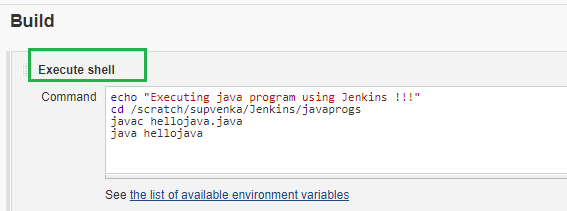 Build
Execute shell
Command
echo "Executing java program using Jenkins !!!"
cd /scratch/supvenka/Jenkins/javaprogs
javac hellojava.java
java hellojava
See the list of available environment variables